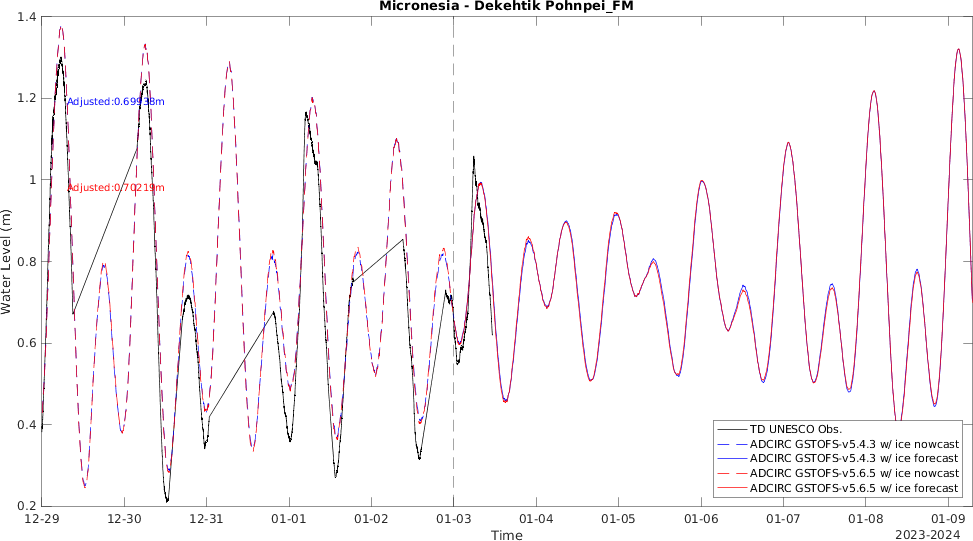 Micronesia - Dekehtik Pohnpei_FM
Water Level (m)
1.4
1.2
1
0.8
0.6
0.4
0.2
Adjusted:0.69938m
Adjusted:0.70219m
TD UNESCO Obs.
ADCIRC GSTOFS-v5.4.3 w/ ice nowcast
ADCIRC GSTOFS-v5.4.3 w/ ice forecast
ADCIRC GSTOFS-v5.6.5 w/ ice nowcast
ADCIRC GSTOFS-v5.6.5 w/ ice forecast
12-29 12-30 12-31 01-01 01-02 01-03 01-04 01-05 01-06 01-07 01-08 01-09
Time
2023-2024